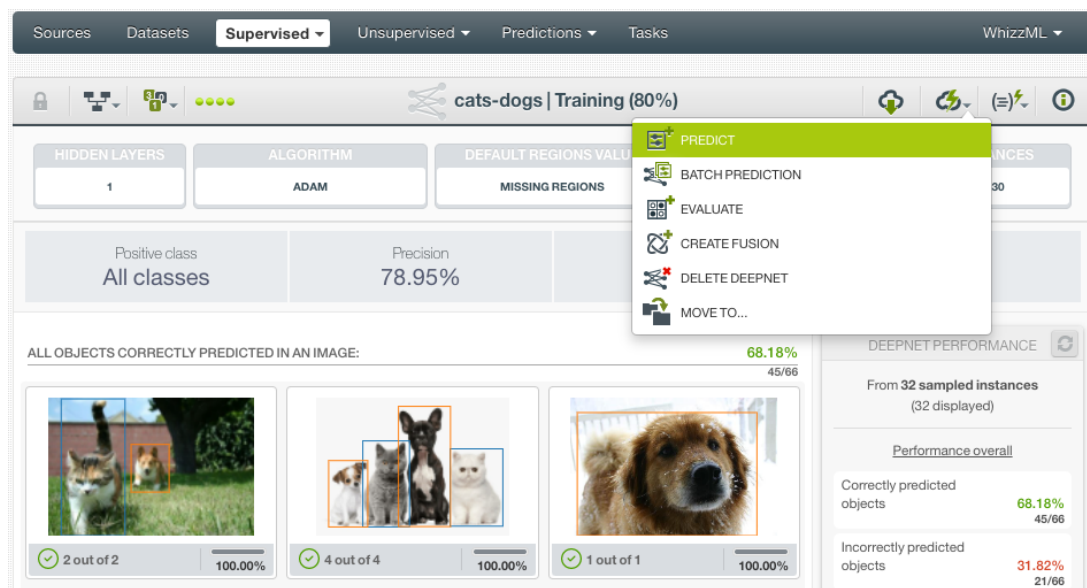 Sources Datasets Supervised Unsupervised Predictions Tasks WhizzML
cats-dogs | Training (80%)
HIDDEN LAYERS ALGORITHM DEFAULT REGIONS
1 ADAM MISSING REGIONS 30
PREDICT
BATCH PREDICTION
EVALUATE
CREATE FUSION
DELETE DEEPNET
MOVE TO...
Positive class Precision
All classes 78.95%
ALL OBJECTS CORRECTLY PREDICTED IN AN IMAGE: 68.18%
45/66
2 out of 2 100.00%
4 out of 4 100.00%
1 out of 1 100.00%
DEEPNET PERFORMANCE
From 32 sampled instances
(32 displayed)
Performance overall
Correctly predicted
objects 68.18%
45/66
Incorrectly predicted
objects 31.82%
21/66